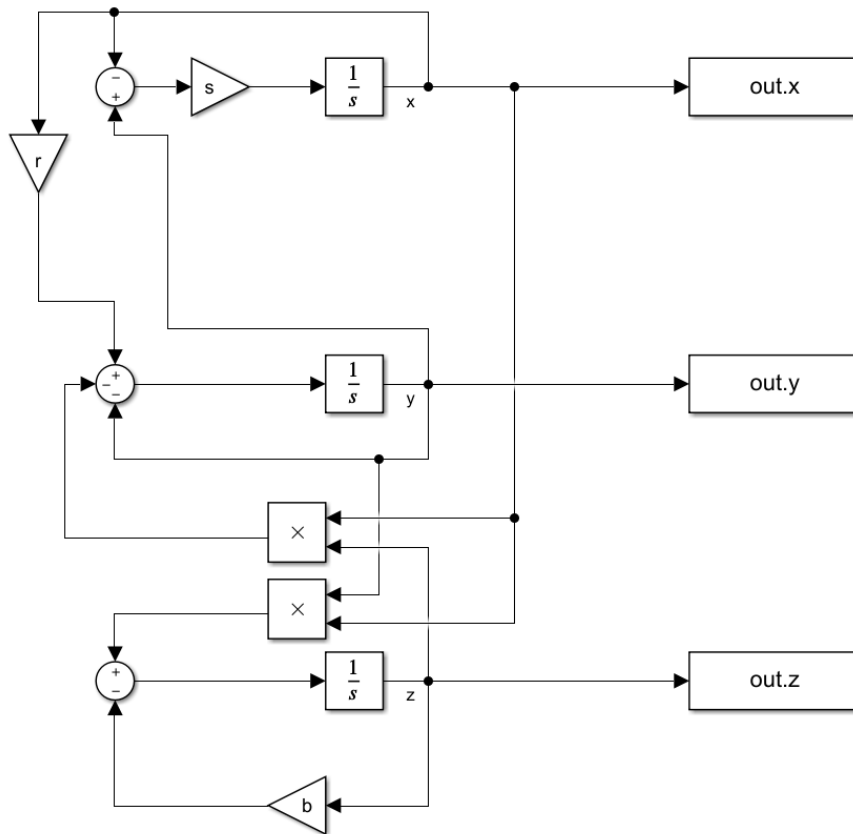 −
+
s
1
s
x
out.x
r
+
−
−
1
s
y
out.y
×
×
+
−
1
s
z
out.z
b